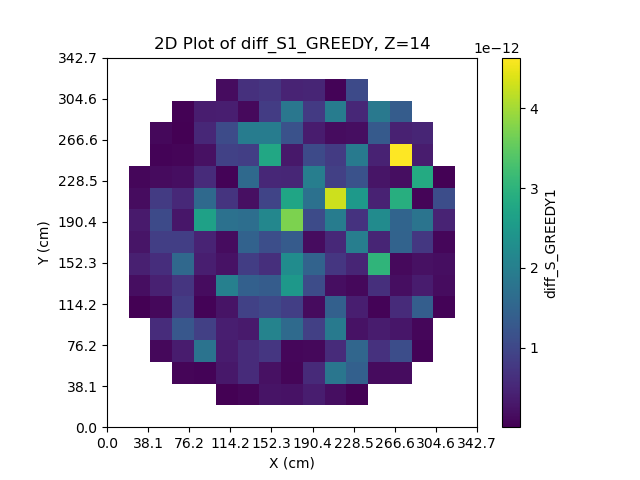 2D Plot of diff_S1_GREEDY, Z=14
1e−12
342.7
304.6
266.6
228.5
190.4
152.3
114.2
76.2
38.1
0.0
Y (cm)
0.0 38.1 76.2 114.2 152.3 190.4 228.5 266.6 304.6 342.7
X (cm)
4
3
2
1
diff_S_GREEDY1